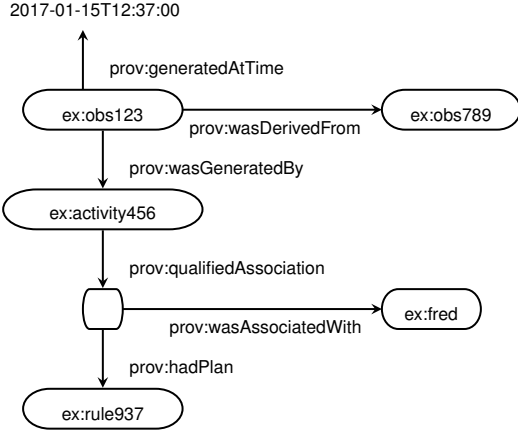 2017-01-15T12:37:00
prov:generatedAtTime
ex:obs123
ex:obs789
prov:wasDerivedFrom
prov:wasGeneratedBy
ex:activity456
prov:qualifiedAssociation
ex:fred
prov:wasAssociatedWith
prov:hadPlan
ex:rule937